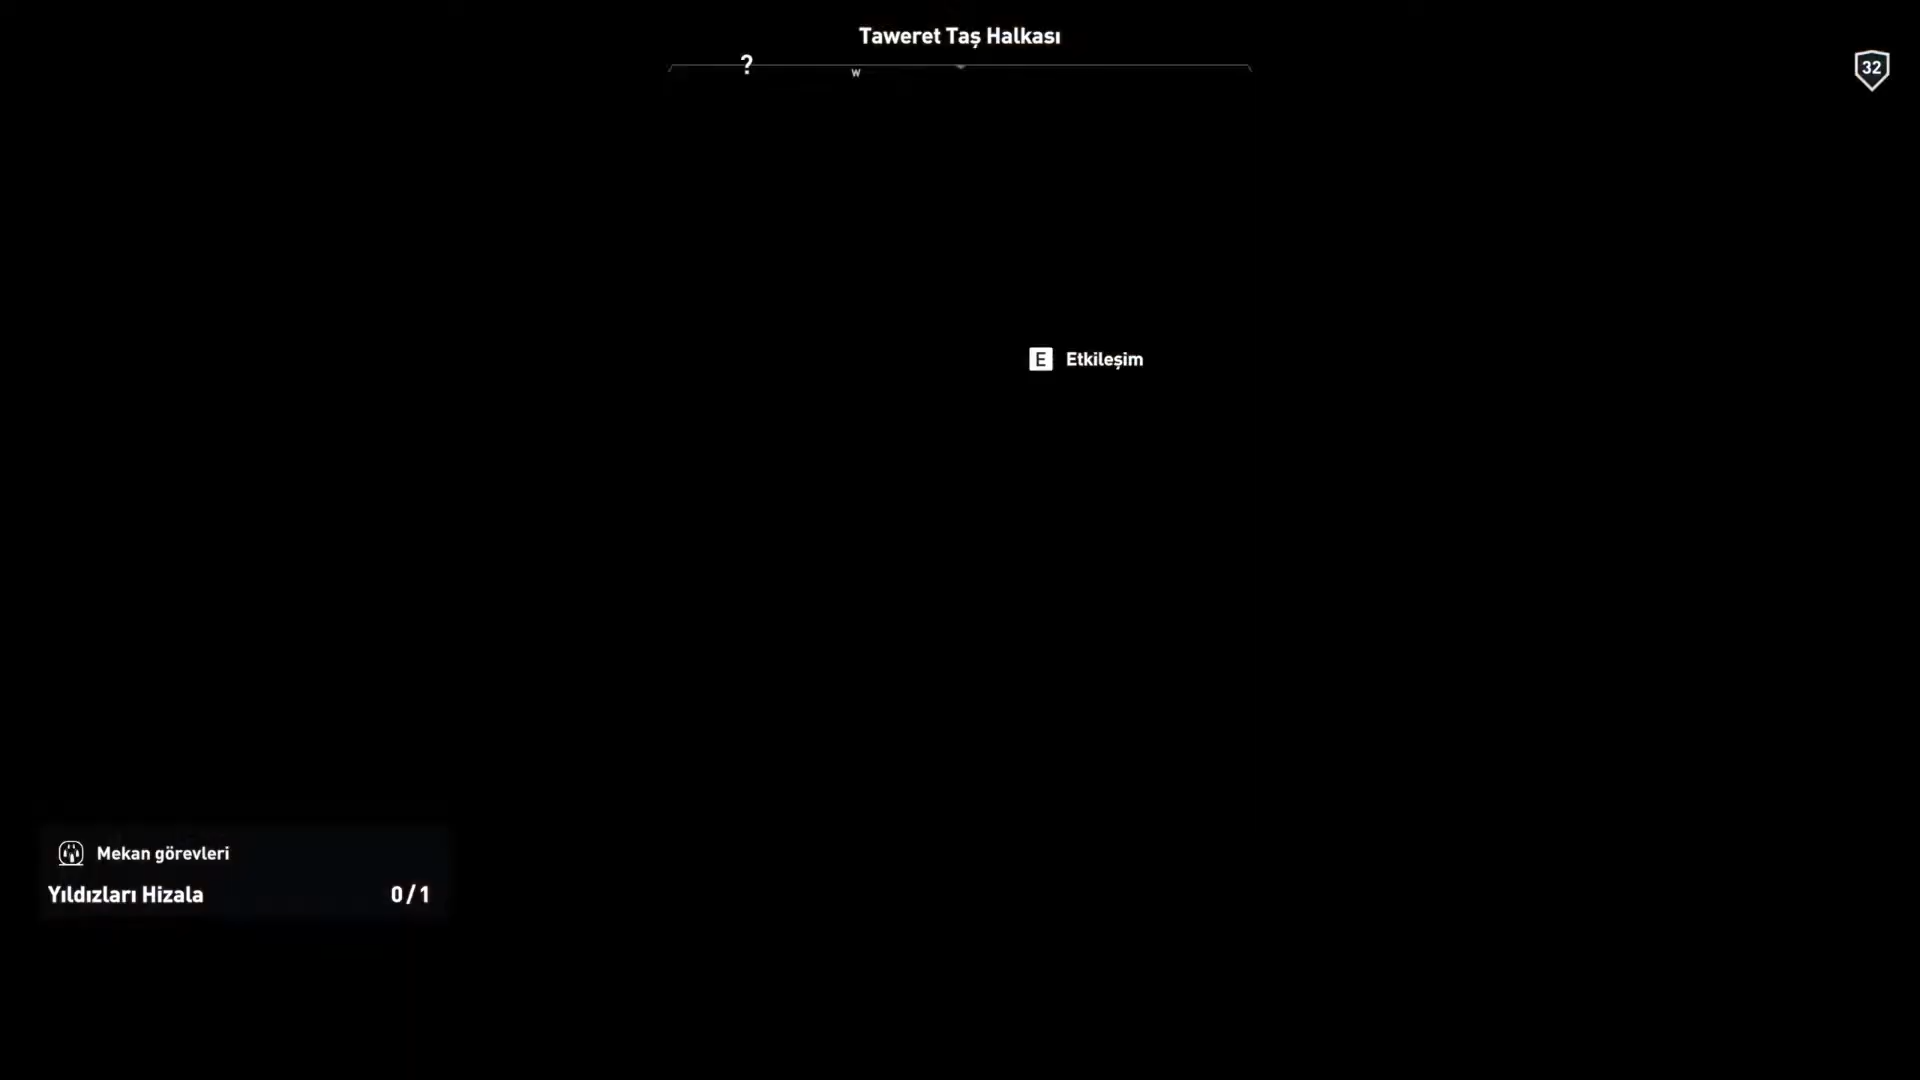 Taweret Taş Halkası
?
W
32
E Etkileşim
Mekan görevleri
Yıldızları Hizala 0/1